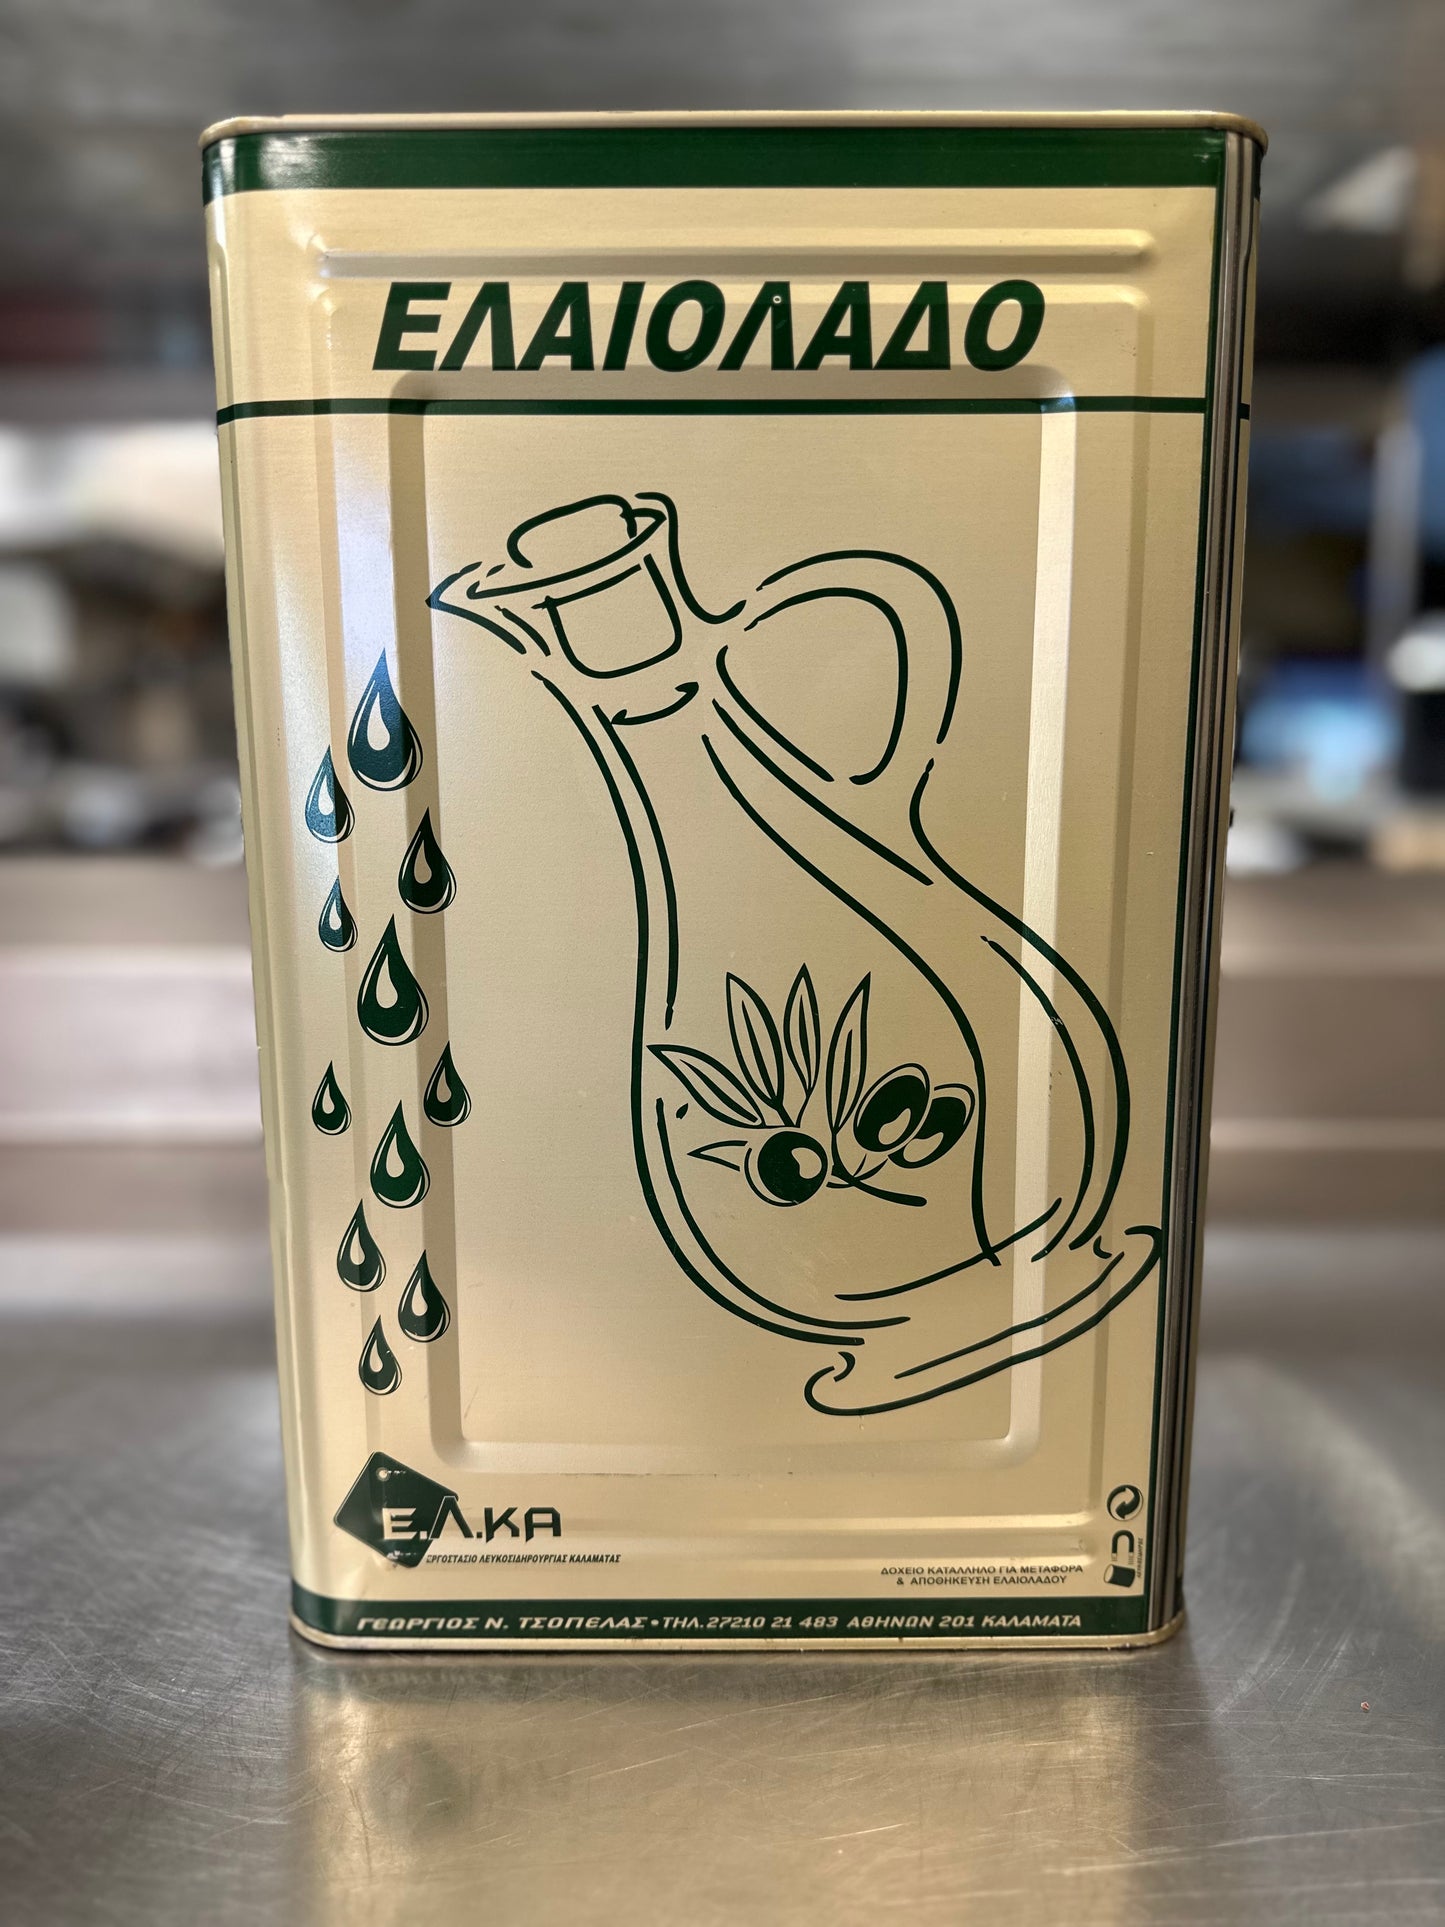 ΕΛΑΙΟΛΑΔΟ
Ε.Λ.ΚΑ
ΕΡΓΟΣΤΑΣΙΟ ΛΕΥΚΟΣΙΔΗΡΟΥΡΓΙΑΣ ΚΑΛΑΜΑΤΑΣ
ΔΟΧΕΙΟ ΚΑΤΑΛΛΗΛΟ ΓΙΑ ΜΕΤΑΦΟΡΑ
& ΑΠΟΘΗΚΕΥΣΗ ΕΛΑΙΟΛΑΔΟΥ
ΓΕΩΡΓΙΟΣ Ν. ΤΣΟΠΕΛΑΣ • ΤΗΛ. 27210 21 483 ΑΘΗΝΩΝ 201 ΚΑΛΑΜΑΤΑ